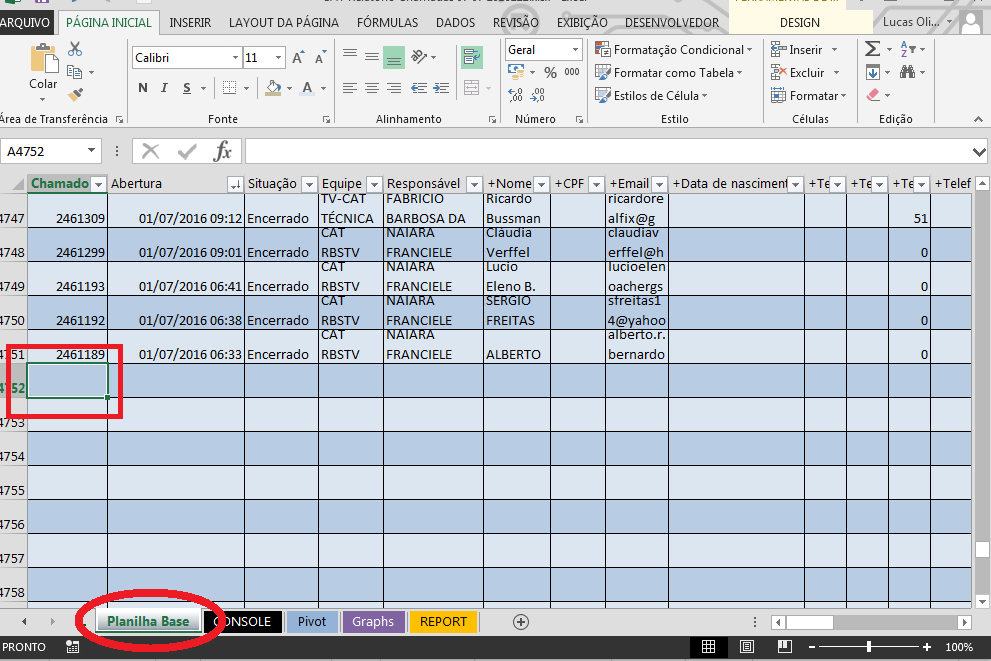 ARQUIVO PÁGINA INICIAL INSERIR LAYOUT DA PÁGINA FÓRMULAS DADOS REVISÃO EXIBIÇÃO DESENVOLVEDOR DESIGN Lucas Oli...
Colar
Calibri 11
N I S A
Geral
% 000
Formatação Condicional
Formatar como Tabela
Estilos de Célula
Inserir
Excluir
Formatar
Área de Transferência Fonte Alinhamento Número Estilo Células Edição
A4752 fx
Chamado Abertura Situação Equipe Responsável +Nome +CPF +Email +Data de nasciment +Te +Te +Te +Telef
4747 2461309 01/07/2016 09:12 Encerrado TV-CAT TÉCNICA FABRICIO BARBOSA DA Ricardo Bussman ricardore alfix@g 51
4748 2461299 01/07/2016 09:01 Encerrado CAT RBSTV NAIARA FRANCIELE Cláudia Verffel claudiav erffel@h 0
4749 2461193 01/07/2016 06:41 Encerrado CAT RBSTV NAIARA FRANCIELE Lucio Eleno B. lucioelen oachergs 0
4750 2461192 01/07/2016 06:38 Encerrado CAT RBSTV NAIARA FRANCIELE SERGIO FREITAS sfreitas1 4@yahoo 0
4751 2461189 01/07/2016 06:33 Encerrado CAT RBSTV NAIARA FRANCIELE ALBERTO alberto.r. bernardo 0
4752
4753
4754
4755
4756
4757
4758
Planilha Base CONSOLE Pivot Graphs REPORT
PRONTO 100%